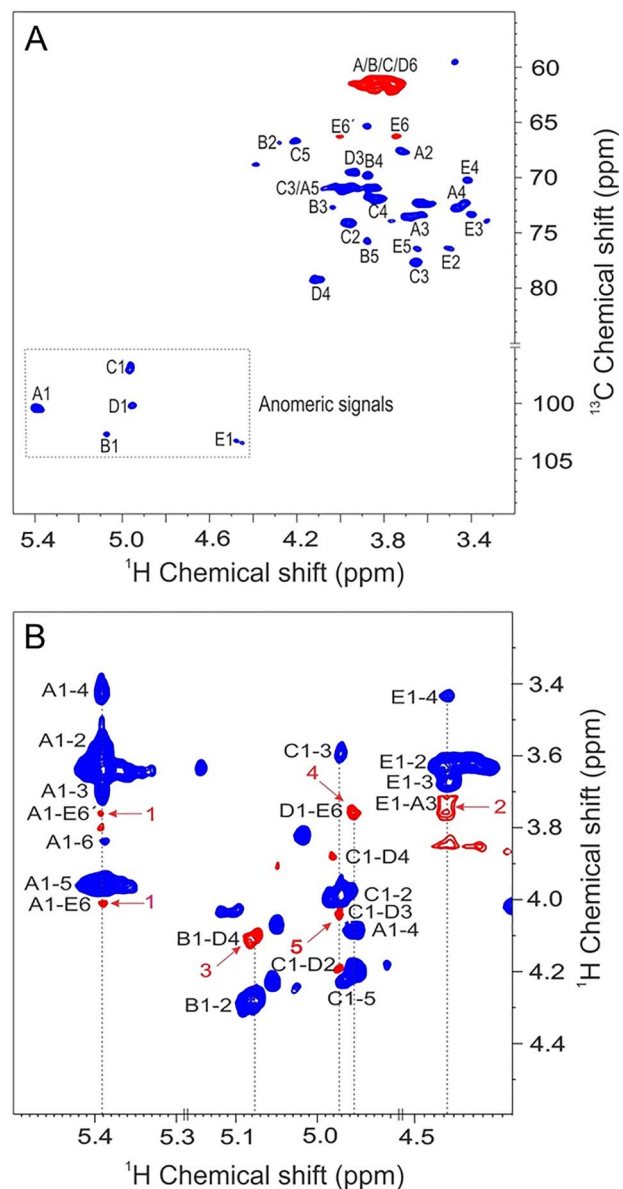 A
A/B/C/D6
60
E6´ E6
65
B2
C5
D3 B4
A2
E4
70
C3/A5
A4
B3
C4
C2
A3
E3
75
B5
E5
E2
C3
D4
80
¹³C Chemical shift (ppm)
C1
A1
D1
Anomeric signals
100
B1
E1
105
5.4 5.0 4.6 4.2 3.8 3.4
¹H Chemical shift (ppm)
B
A1-4
E1-4
3.4
A1-2
C1-3
E1-2
3.6
A1-3
4
E1-3
D1-E6
E1-A3
2
A1-E6´
1
3.8
A1-6
C1-D4
A1-5
C1-2
4.0
A1-E6
1
C1-D3
B1-D4
5
A1-4
3
C1-D2
4.2
B1-2
C1-5
4.4
¹H Chemical shift (ppm)
5.4 5.3 5.1 5.0 4.5
¹H Chemical shift (ppm)